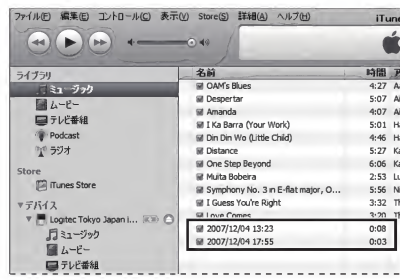 ファイル(F) 編集(E) コントロール(C) 表示(V) Store(S) 詳細(A) ヘルプ(H) iTune
ライブラリ
ミュージック
ムービー
テレビ番組
Podcast
ラジオ
Store
iTunes Store
▼デバイス
▼ Logitec Tokyo Japan i...
ミュージック
ムービー
テレビ番組
名前 時間 ア
OAM's Blues 4:27 A
Despertar 5:07 A
Amanda 4:07 A
I Ka Barra (Your Work) 5:01 H
Din Din Wo (Little Child) 4:46 H
Distance 5:27 K
One Step Beyond 6:06 K
Muita Bobeira 2:53 L
Symphony No. 3 in E-flat major, O... 5:56 N
I Guess You're Right 3:32 T
Love Comes 3:20 T
2007/12/04 13:23 0:08
2007/12/04 17:55 0:03